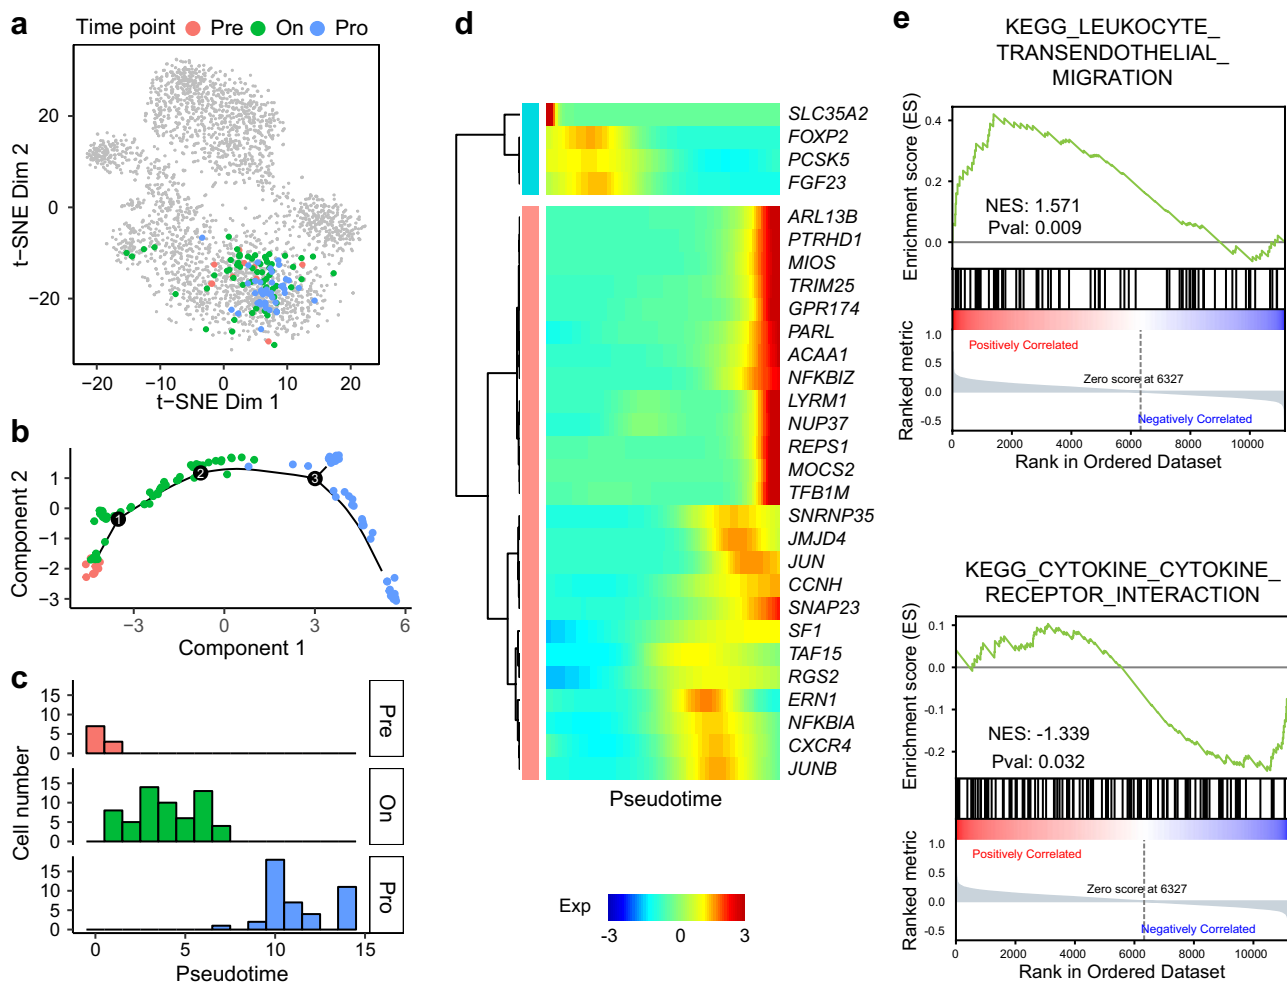 a
Time point Pre On Pro
t−SNE Dim 2
20
0
−10
−20
−20
−10
0
10
20
t−SNE Dim 1
b
Component 2
1
0
−1
−2
−3
1
2
3
−3
0
3
6
Component 1
c
Cell number
15
10
5
0
Pre
15
10
5
0
On
15
10
5
0
Pro
0
5
10
15
Pseudotime
d
SLC35A2
FOXP2
PCSK5
FGF23
ARL13B
PTRHD1
MIOS
TRIM25
GPR174
PARL
ACAA1
NFKBIZ
LYRM1
NUP37
REPS1
MOCS2
TFB1M
SNRNP35
JMJD4
JUN
CCNH
SNAP23
SF1
TAF15
RGS2
ERN1
NFKBIA
CXCR4
JUNB
Pseudotime
Exp
-3
0
3
e
KEGG_LEUKOCYTE_
TRANSENDOTHELIAL_
MIGRATION
Enrichment score (ES)
0.4
0.2
0.0
NES: 1.571
Pval: 0.009
Ranked metric
1.0
0.5
0.0
-0.5
Positively Correlated
Zero score at 6327
Negatively Correlated
0
2000
4000
6000
8000
10000
Rank in Ordered Dataset
KEGG_CYTOKINE_CYTOKINE_
RECEPTOR_INTERACTION
Enrichment score (ES)
0.1
0.0
-0.1
-0.2
NES: -1.339
Pval: 0.032
Ranked metric
1.0
0.5
0.0
-0.5
Positively Correlated
Zero score at 6327
Negatively Correlated
0
2000
4000
6000
8000
10000
Rank in Ordered Dataset